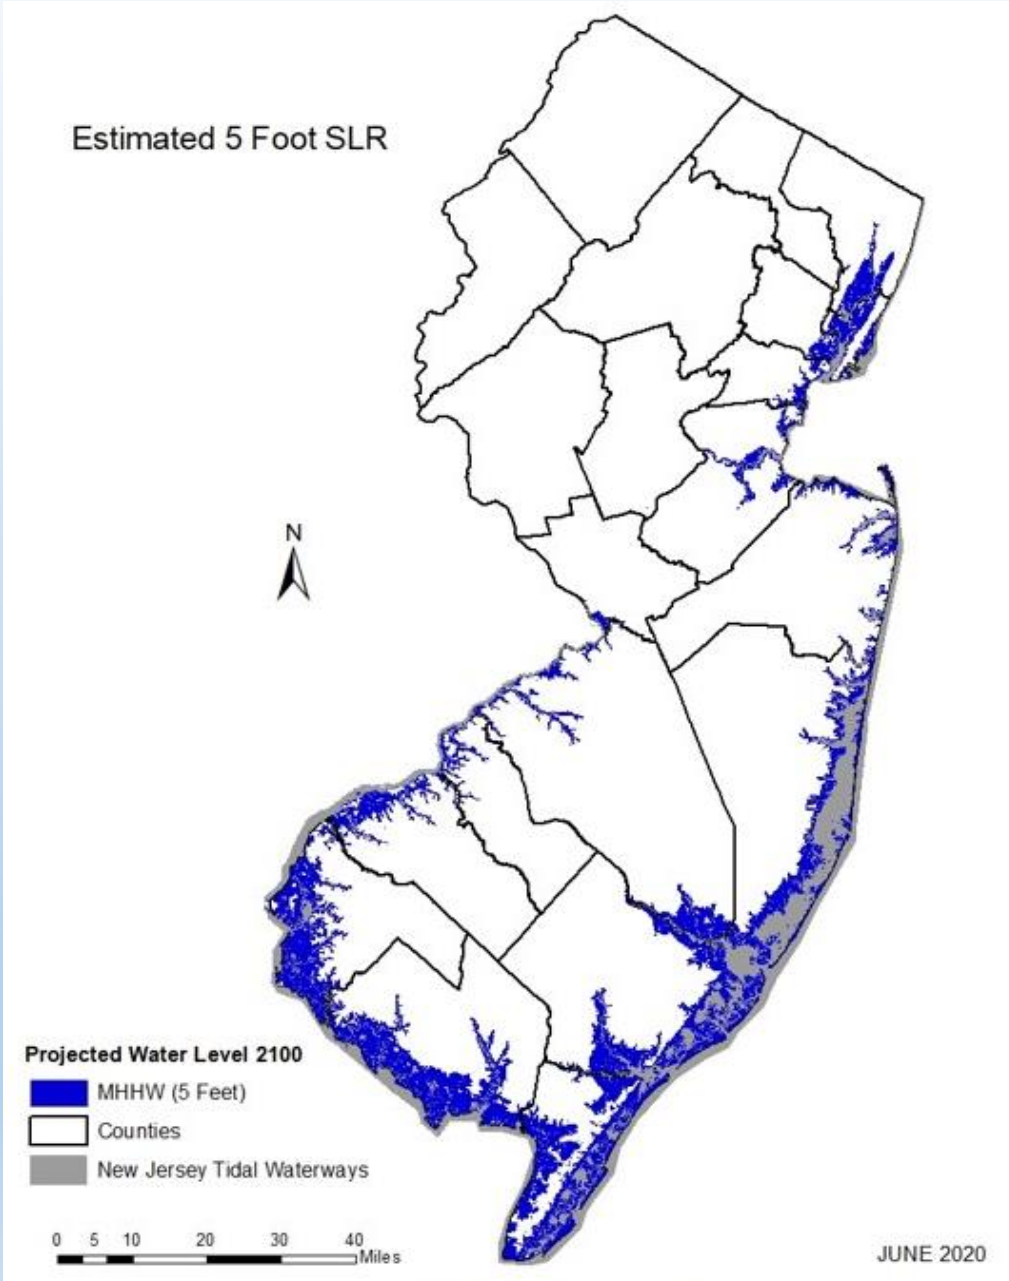 Estimated 5 Foot SLR
N
Projected Water Level 2100
MHHW (5 Feet)
Counties
New Jersey Tidal Waterways
0 5 10 20 30 40
Miles
JUNE 2020